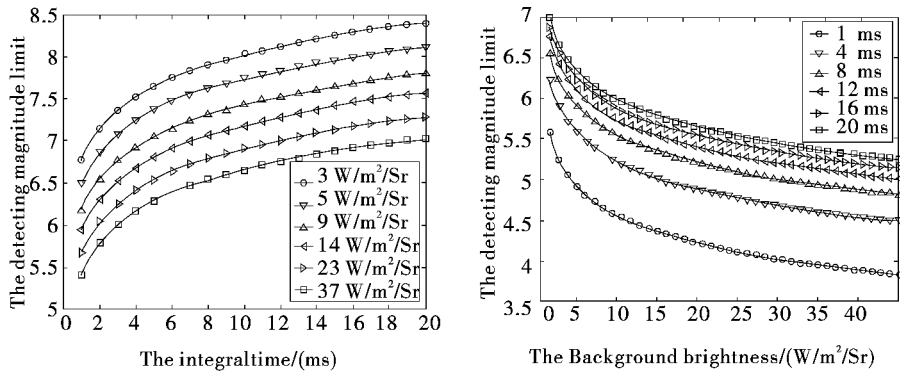 The detecting magnitude limit
8.5
8
7.5
7
6.5
6
5.5
5
0 2 4 6 8 10 12 14 16 18 20
The integraltime/(ms)
3 W/m²/Sr
5 W/m²/Sr
9 W/m²/Sr
14 W/m²/Sr
23 W/m²/Sr
37 W/m²/Sr
The detecting magnitude limit
7
6.5
6
5.5
5
4.5
4
3.5
0 5 10 15 20 25 30 35 40
The Background brightness/(W/m²/Sr)
1 ms
4 ms
8 ms
12 ms
16 ms
20 ms